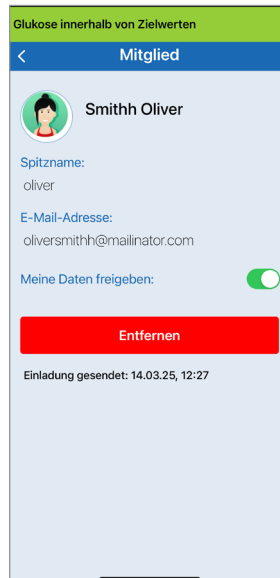 Glukose innerhalb von Zielwerten
Mitglied
Smithh Oliver
Spitzname:
oliver
E-Mail-Adresse:
oliversmithh@mailinator.com
Meine Daten freigeben:
Entfernen
Einladung gesendet: 14.03.25, 12:27